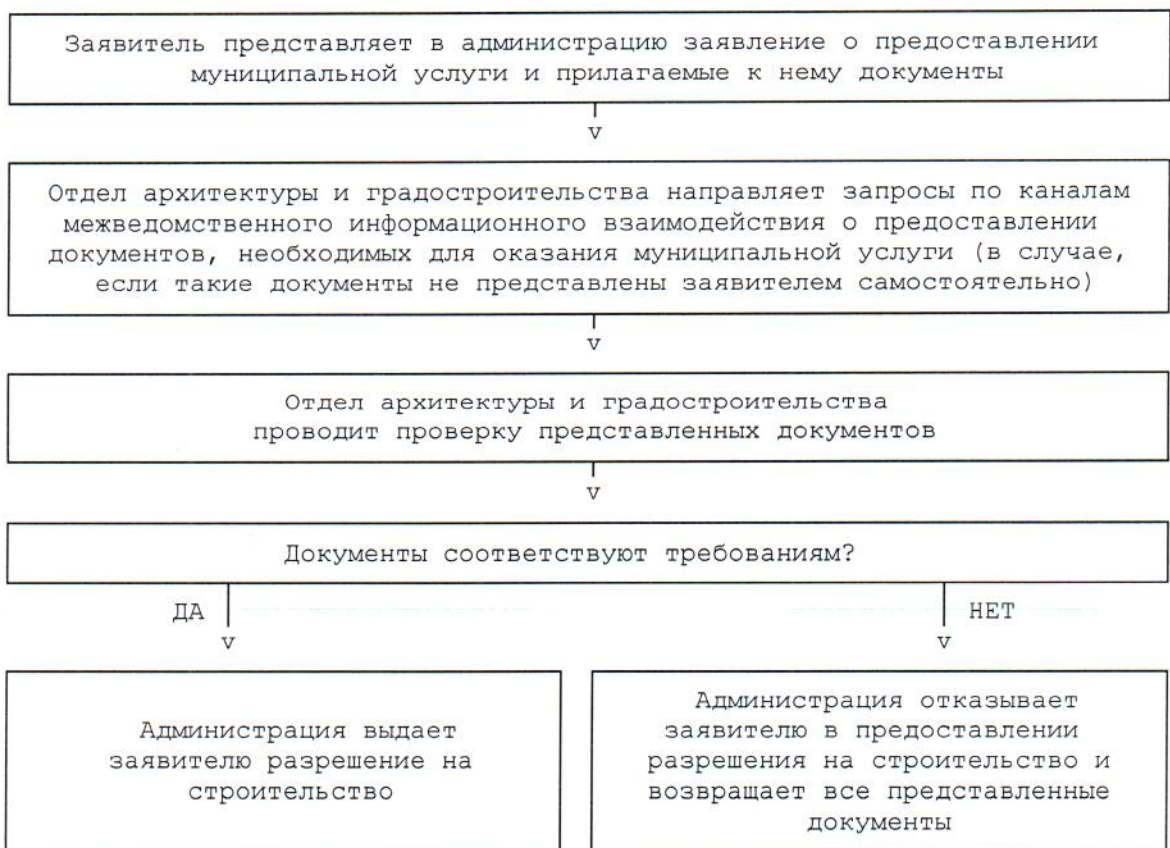 Заявитель представляет в администрацию заявление о предоставлении
муниципальной услуги и прилагаемые к нему документы
v
Отдел архитектуры и градостроительства направляет запросы по каналам
межведомственного информационного взаимодействия о предоставлении
документов, необходимых для оказания муниципальной услуги (в случае,
если такие документы не представлены заявителем самостоятельно)
v
Отдел архитектуры и градостроительства
проводит проверку представленных документов
v
Документы соответствуют требованиям?
ДА
НЕТ
v
v
Администрация выдает
заявителю разрешение на
строительство
Администрация отказывает
заявителю в предоставлении
разрешения на строительство и
возвращает все представленные
документы